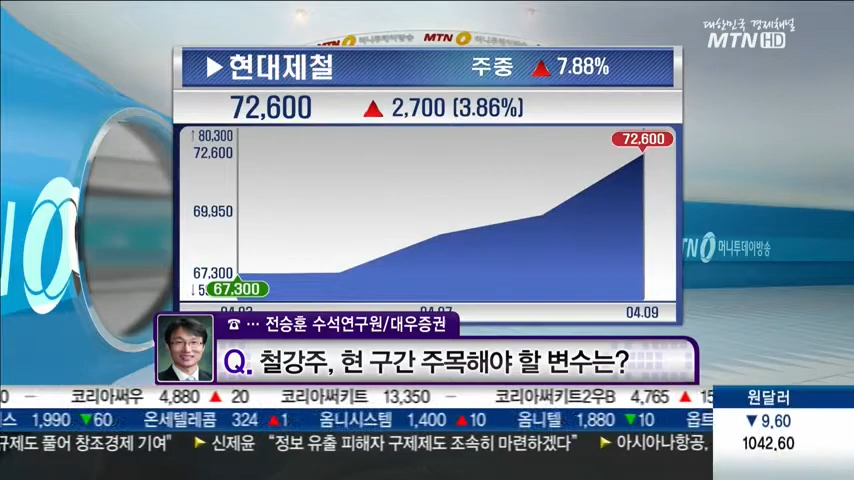 대한민국 경제채널
MTN HD
MTN 머니투데이방송
▶현대제철 주중 ▲ 7.88%
72,600 ▲ 2,700 (3.86%)
↑80,300
72,600
72,600
69,950
67,300
67,300
04.09
TN 머니투데이방송
☎ … 전승훈 수석연구원/대우증권
Q. 철강주, 현 구간 주목해야 할 변수는?
코리아써우 4,880 ▲ 20 코리아써키트 13,350 — 코리아써키트2우B 4,765 ▲
1,990 ▼60 온세텔레콤 324 ▲1 옴니시스템 1,400 ▲10 옴니텔 1,880 ▼10 옵트
규제도 풀어 창조경제 기여” ▶ 신제윤 “정보 유출 피해자 구제제도 조속히 마련하겠다” ▶ 아시아나항공,
원달러
▼ 9.60
1042.60